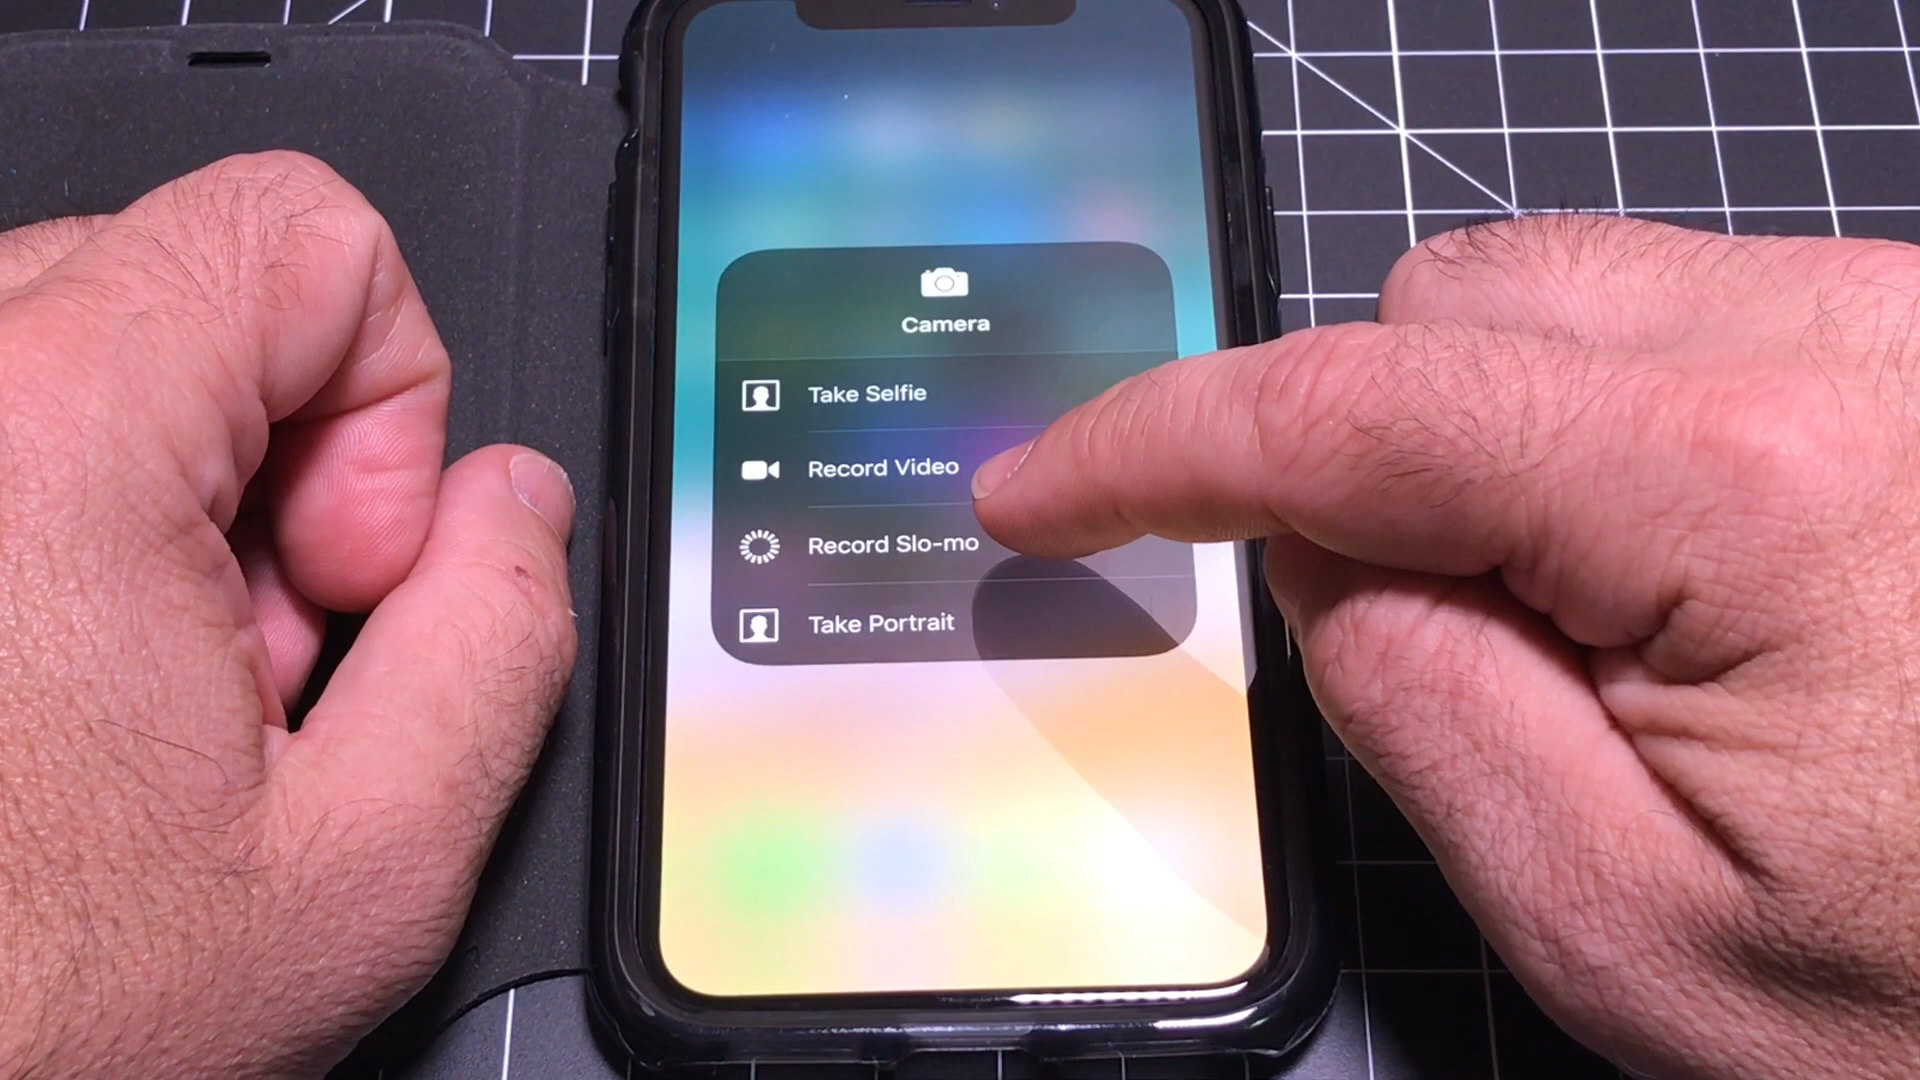 Camera
Take Selfie
Record Video
Record Slo-mo
Take Portrait